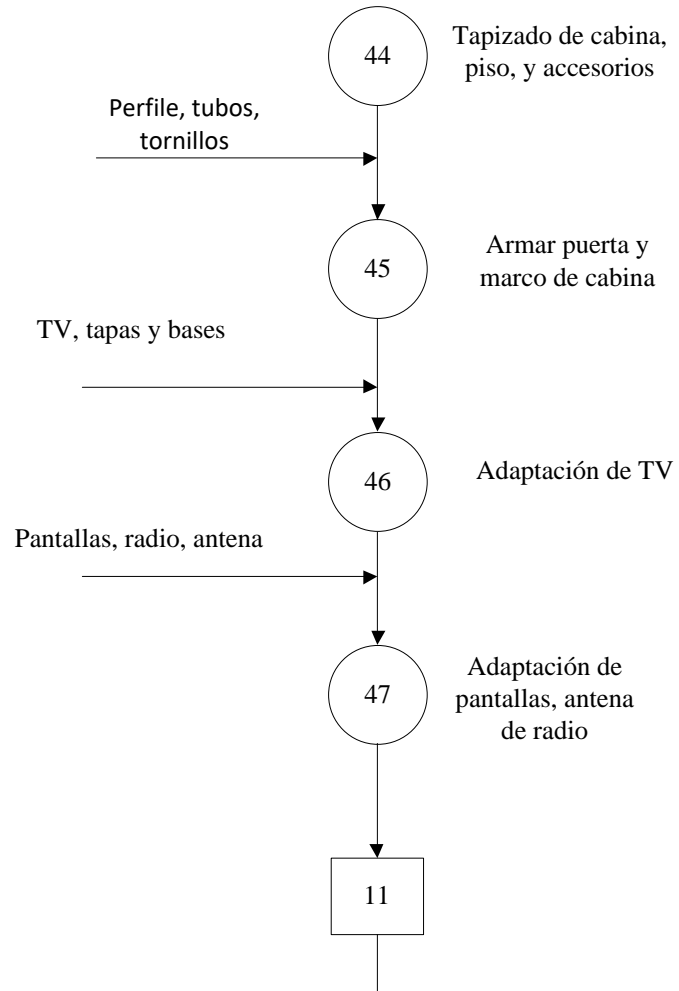 44
Tapizado de cabina,
piso, y accesorios
Perfile, tubos,
tornillos
45
Armar puerta y
marco de cabina
TV, tapas y bases
46
Adaptación de TV
Pantallas, radio, antena
47
Adaptación de
pantallas, antena
de radio
11